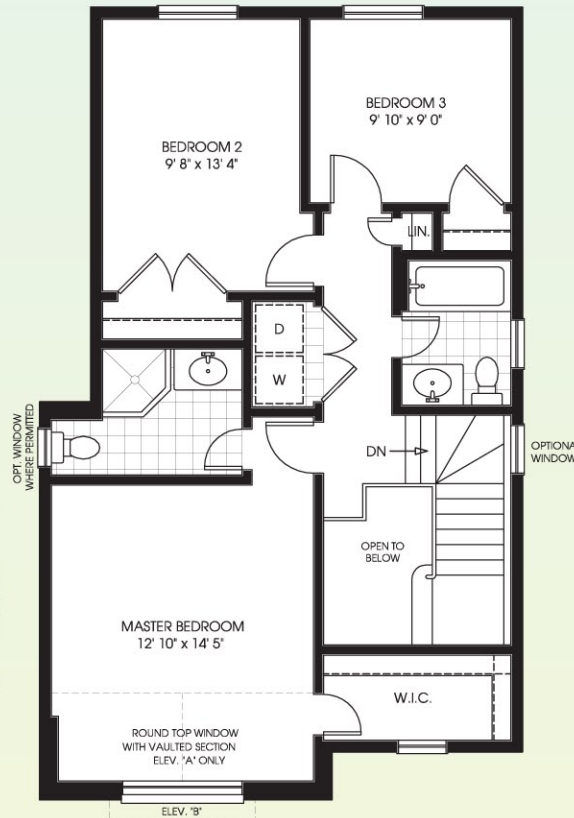 BEDROOM 3
9' 10" x 9' 0"
BEDROOM 2
9' 8" x 13' 4"
LIN.
D
W
OPT. WINDOW
WHERE PERMITTED
DN
OPTIONA
WINDOW
OPEN TO
BELOW
MASTER BEDROOM
12' 10" x 14' 5"
W.I.C.
ROUND TOP WINDOW
WITH VAULTED SECTION
ELEV. "A" ONLY
ELEV. "B"